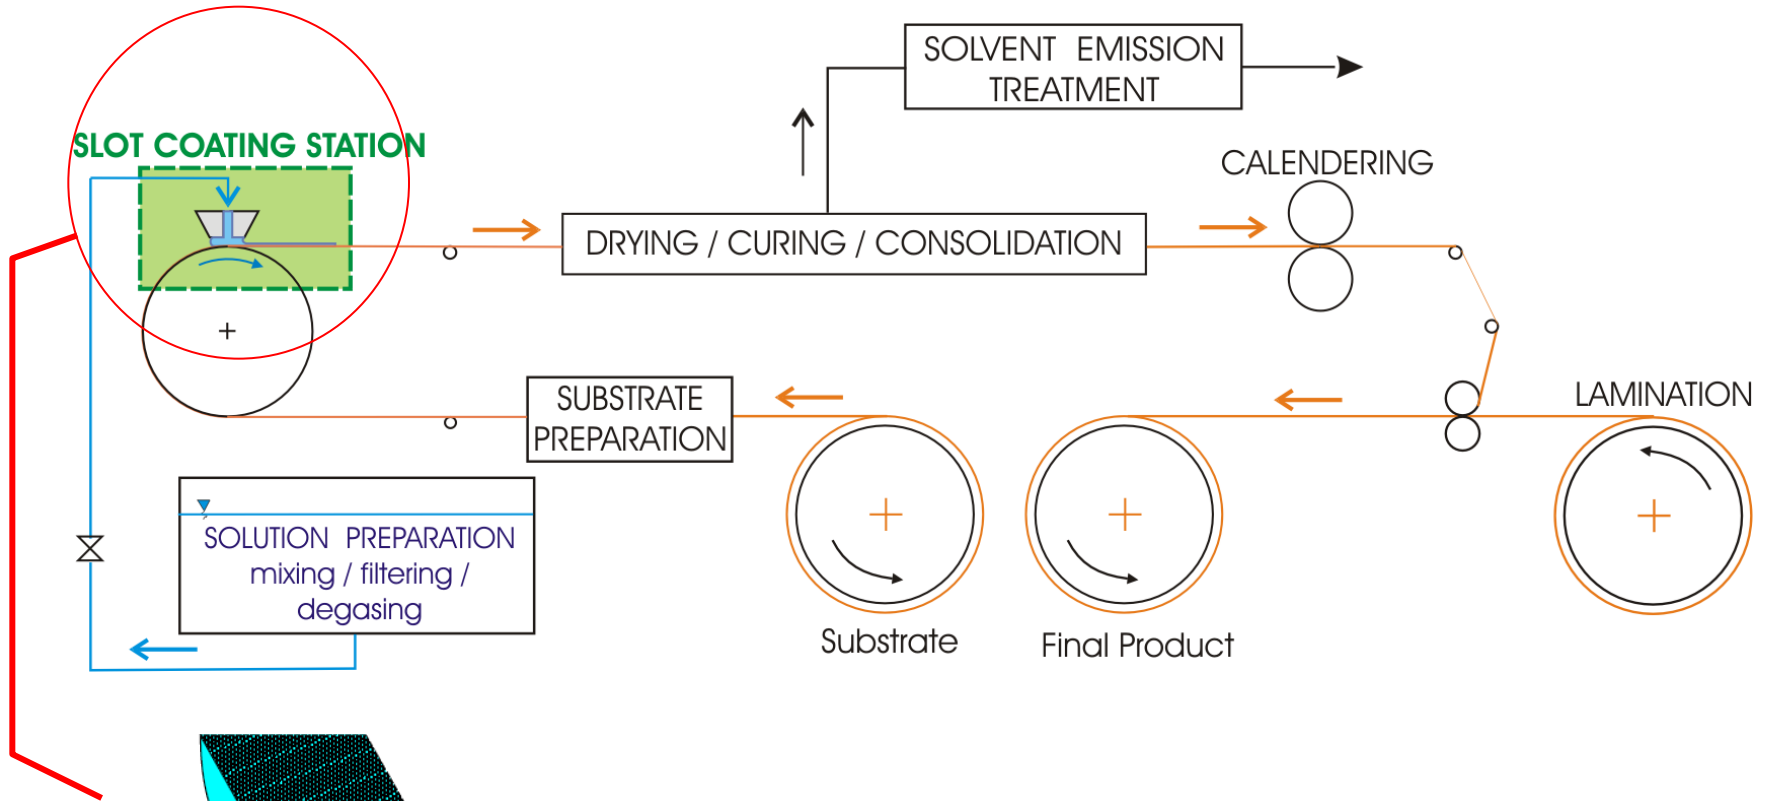 SOLVENT EMISSION
TREATMENT
SLOT COATING STATION
CALENDERING
DRYING / CURING / CONSOLIDATION
SUBSTRATE
PREPARATION
LAMINATION
SOLUTION PREPARATION
mixing / filtering /
degasing
Substrate
Final Product